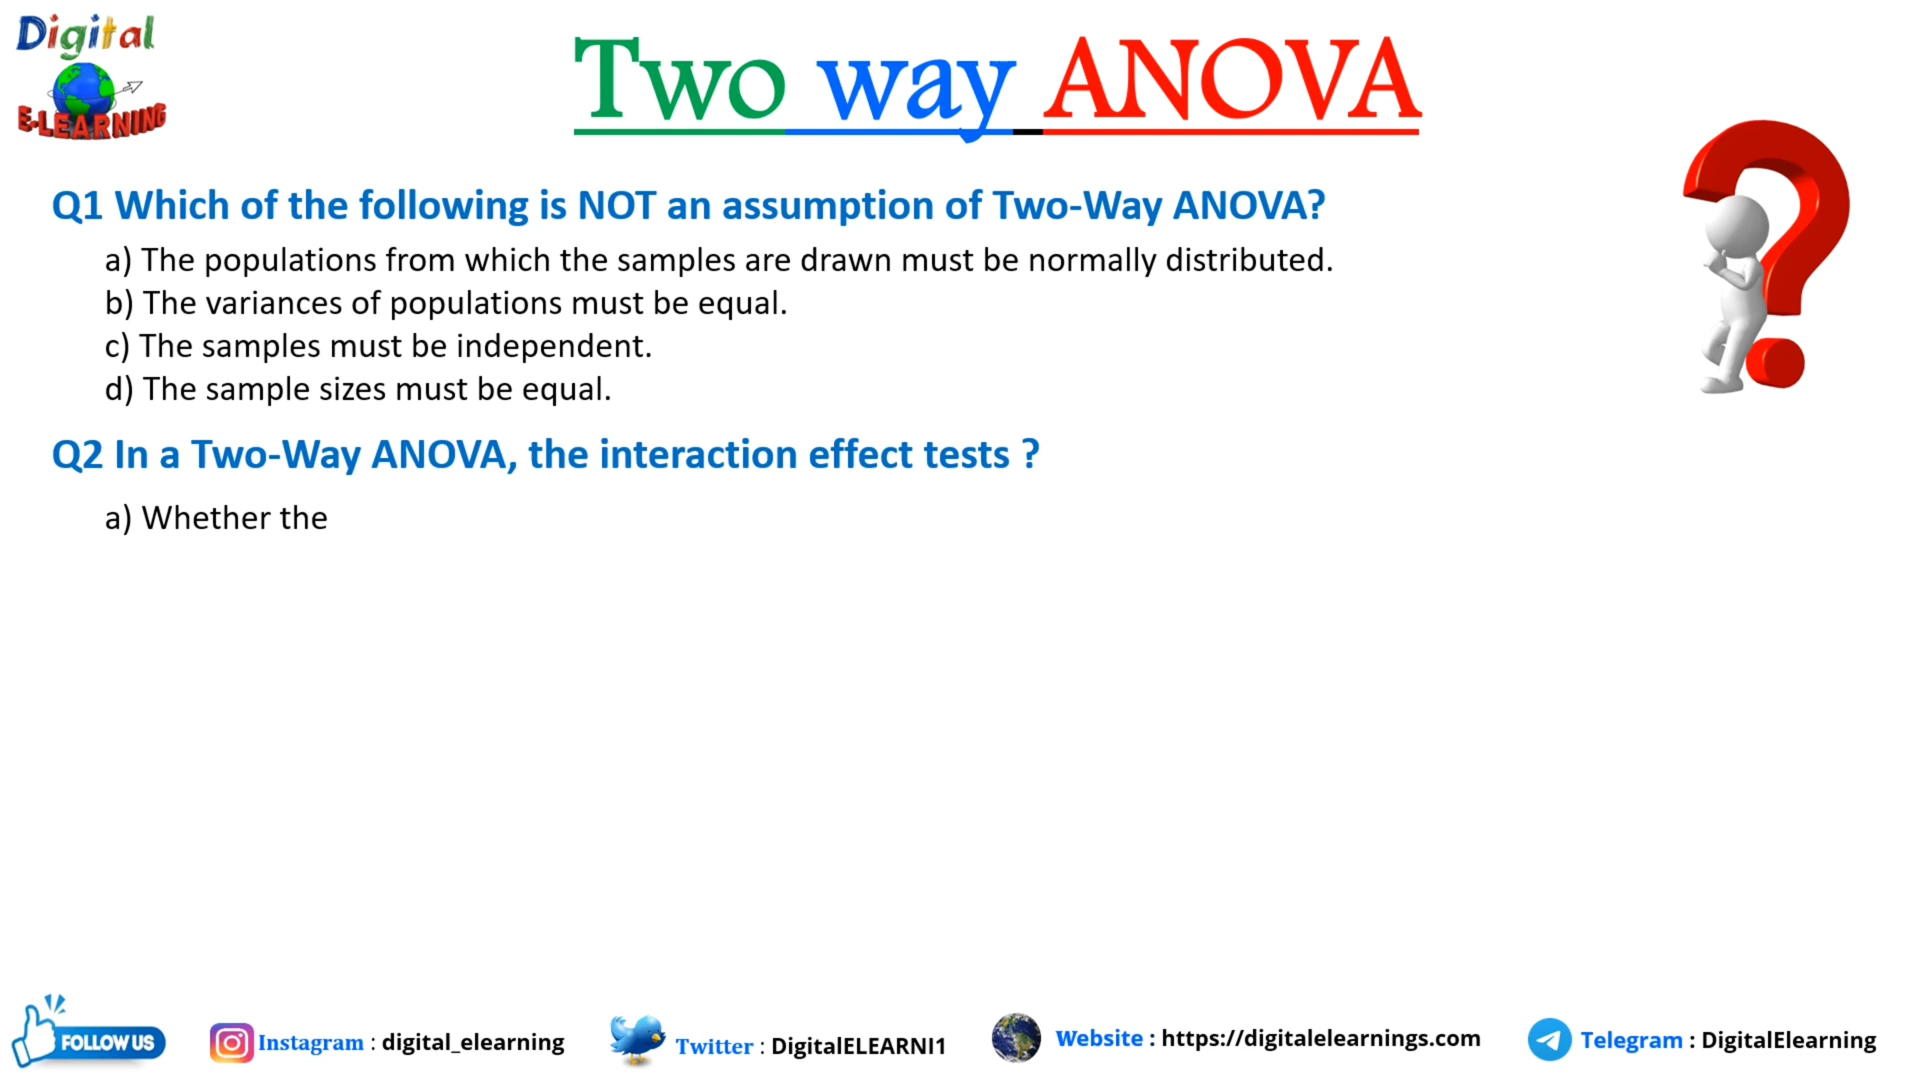 Digital
E-LEARNING
Two way ANOVA
Q1 Which of the following is NOT an assumption of Two-Way ANOVA?
a) The populations from which the samples are drawn must be normally distributed.
b) The variances of populations must be equal.
c) The samples must be independent.
d) The sample sizes must be equal.
Q2 In a Two-Way ANOVA, the interaction effect tests ?
a) Whether the
FOLLOW US
Instagram : digital_elearning
Twitter : DigitalELEARNI1
Website : https://digitalelearnings.com
Telegram : DigitalElearning